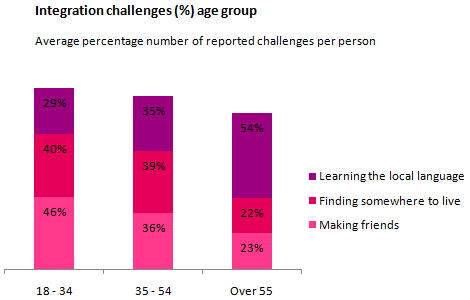 Integration challenges (%) age group
Average percentage number of reported challenges per person
29%
35%
54%
40%
39%
22%
46%
36%
23%
Learning the local language
Finding somewhere to live
Making friends
18 - 34
35 - 54
Over 55